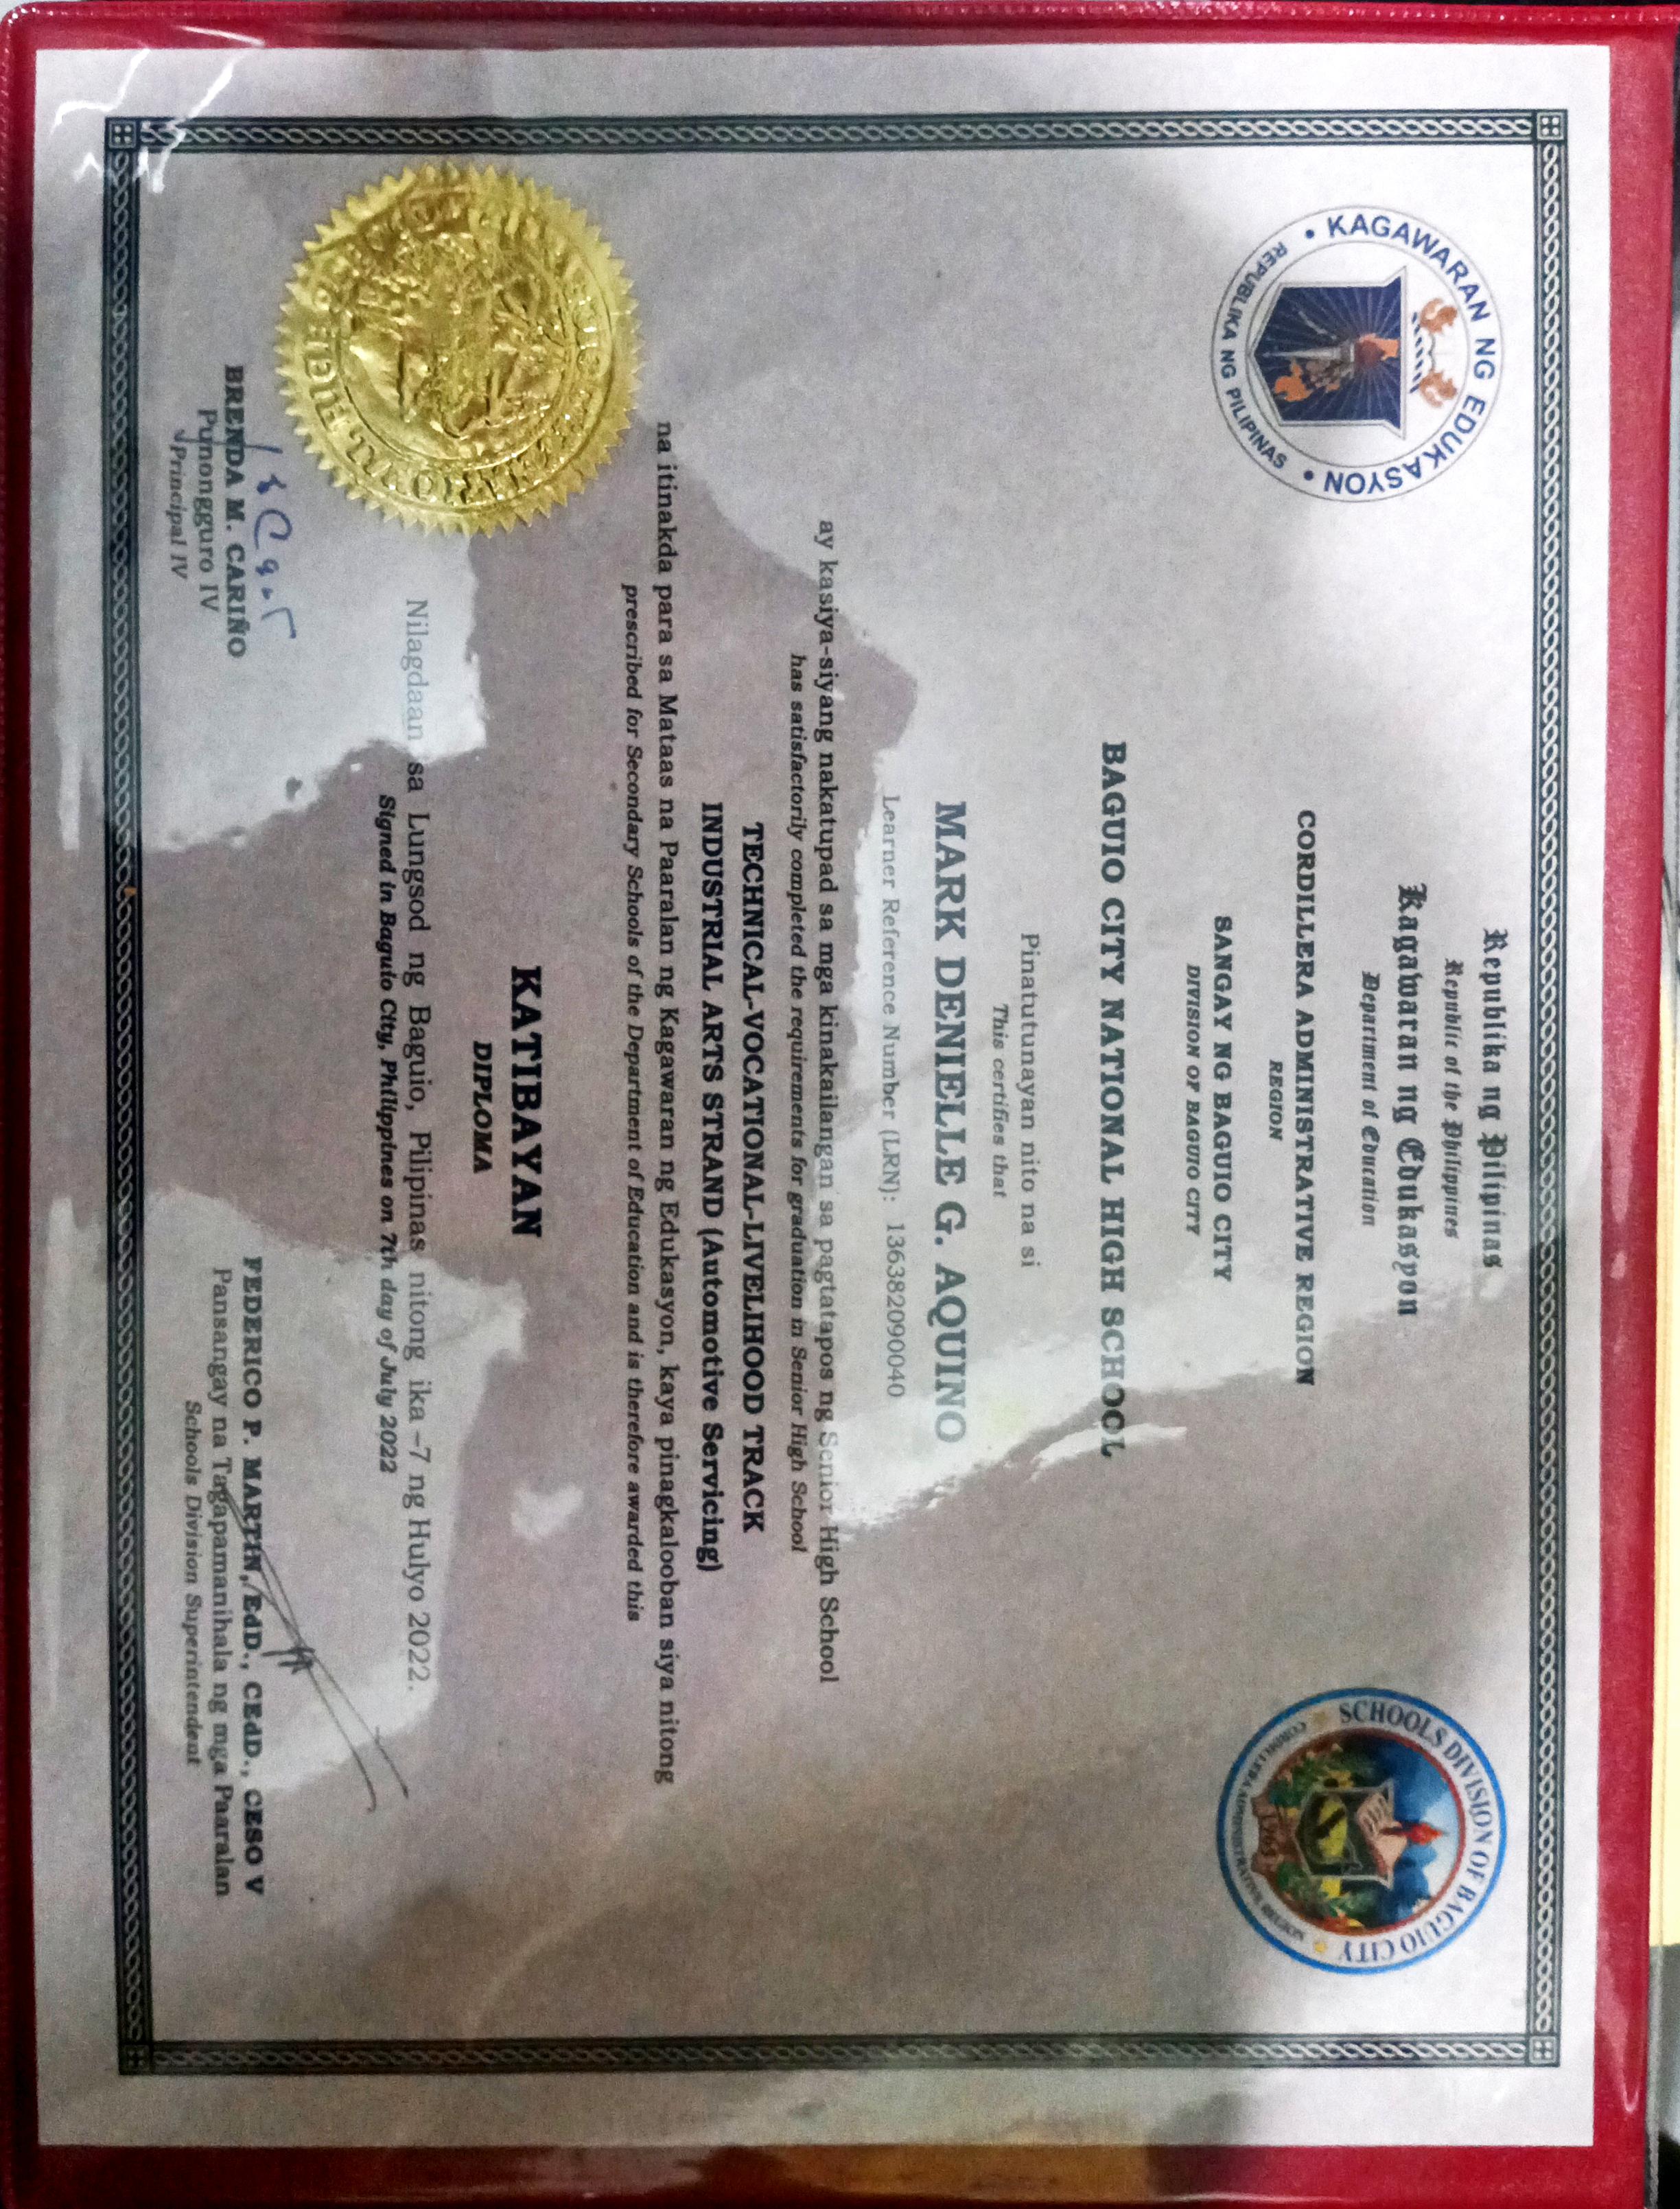 Republika ng Pilipinas
Republic of the Philippines
Kagawaran ng Edukasyon
Department of Education
CORDILLERA ADMINISTRATIVE REGION
REGION
SANGAY NG BAGUIO CITY
DIVISION OF BAGUIO CITY
BAGUIO CITY NATIONAL HIGH SCHOOL
Pinatutunayan nito na si
This certifies that
MARK DENIELLE G. AQUINO
Learner Reference Number (LRN): 136382090040
ay kasiya-siyang nakatupad sa mga kinakailangan sa pagtatapos ng Senior High School
has satisfactorily completed the requirements for graduation in Senior High School
TECHNICAL-VOCATIONAL-LIVELIHOOD TRACK
INDUSTRIAL ARTS STRAND (Automotive Servicing)
na itinakda para sa Mataas na Paaralan ng Kagawaran ng Edukasyon, kaya pinagkalooban siya nitong
prescribed for Secondary Schools of the Department of Education and is therefore awarded this
KATIBAYAN
DIPLOMA
Nilagdaan sa Lungsod ng Baguio, Pilipinas nitong ika -7 ng Hulyo 2022.
Signed in Baguio City, Philippines on 7th day of July 2022
BRENDA M. CARIÑO
Punongguro IV
Principal IV
FEDERICO P. MARTIN, EdD., CEdD., CESO V
Pansangay na Tagapamanihala ng mga Paaralan
Schools Division Superintendent
KAGAWARAN NG EDUKASYON
REPUBLIKA NG PILIPINAS
SCHOOLS DIVISION OF BAGUIO CITY
CORDILLERA ADMINISTRATIVE REGION